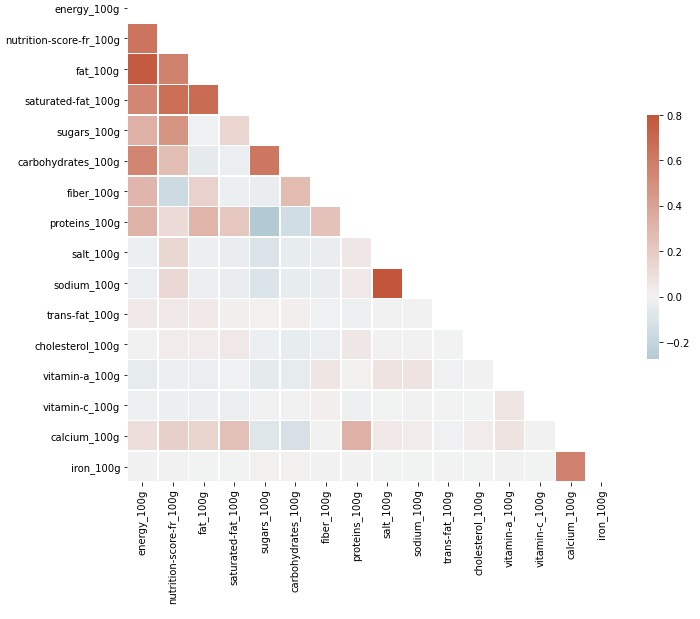 energy_100g
nutrition-score-fr_100g
fat_100g
saturated-fat_100g
sugars_100g
carbohydrates_100g
fiber_100g
proteins_100g
salt_100g
sodium_100g
trans-fat_100g
cholesterol_100g
vitamin-a_100g
vitamin-c_100g
calcium_100g
iron_100g
energy_100g
nutrition-score-fr_100g
fat_100g
saturated-fat_100g
sugars_100g
carbohydrates_100g
fiber_100g
proteins_100g
salt_100g
sodium_100g
trans-fat_100g
cholesterol_100g
vitamin-a_100g
vitamin-c_100g
calcium_100g
iron_100g
0.8
0.6
0.4
0.2
0.0
−0.2